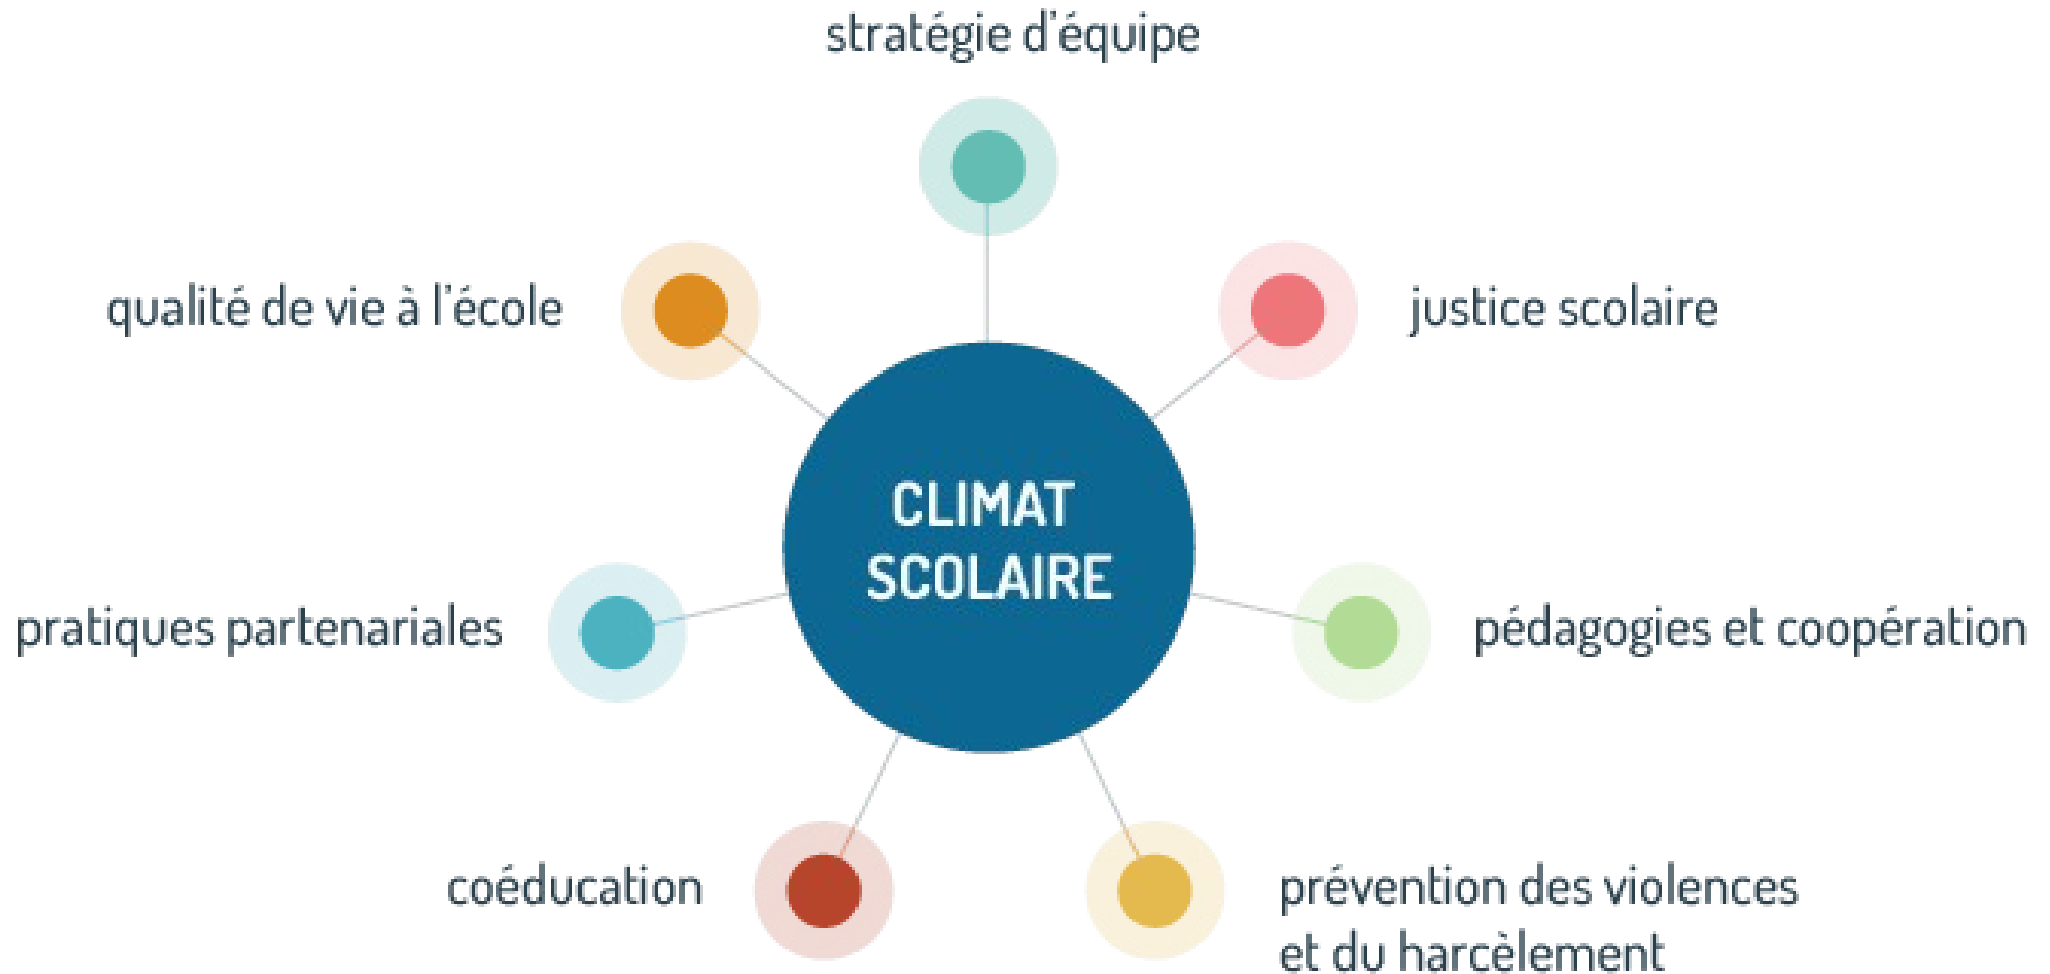 stratégie d'équipe
qualité de vie à l'école
justice scolaire
CLIMAT
SCOLAIRE
pratiques partenariales
pédagogies et coopération
coéducation
prévention des violences
et du harcèlement